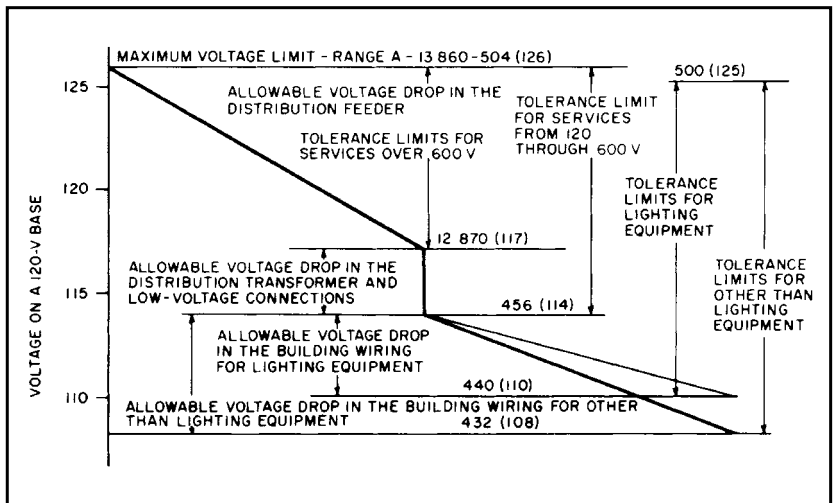 MAXIMUM VOLTAGE LIMIT - RANGE A - 13 860-504 (126)
500 (125)
125
ALLOWABLE VOLTAGE DROP IN THE
DISTRIBUTION FEEDER
TOLERANCE LIMIT
FOR SERVICES
FROM 120
THROUGH 600 V
TOLERANCE LIMITS FOR
SERVICES OVER 600 V
120
TOLERANCE
LIMITS FOR
LIGHTING
EQUIPMENT
12 870 (117)
ALLOWABLE VOLTAGE DROP IN THE
DISTRIBUTION TRANSFORMER AND
LOW-VOLTAGE CONNECTIONS
TOLERANCE
LIMITS FOR
OTHER THAN
LIGHTING
EQUIPMENT
115
456 (114)
ALLOWABLE VOLTAGE DROP
IN THE BUILDING WIRING
FOR LIGHTING EQUIPMENT
440 (110)
110
ALLOWABLE VOLTAGE DROP IN THE BUILDING WIRING FOR OTHER
THAN LIGHTING EQUIPMENT
432 (108)
VOLTAGE ON A 120-V BASE